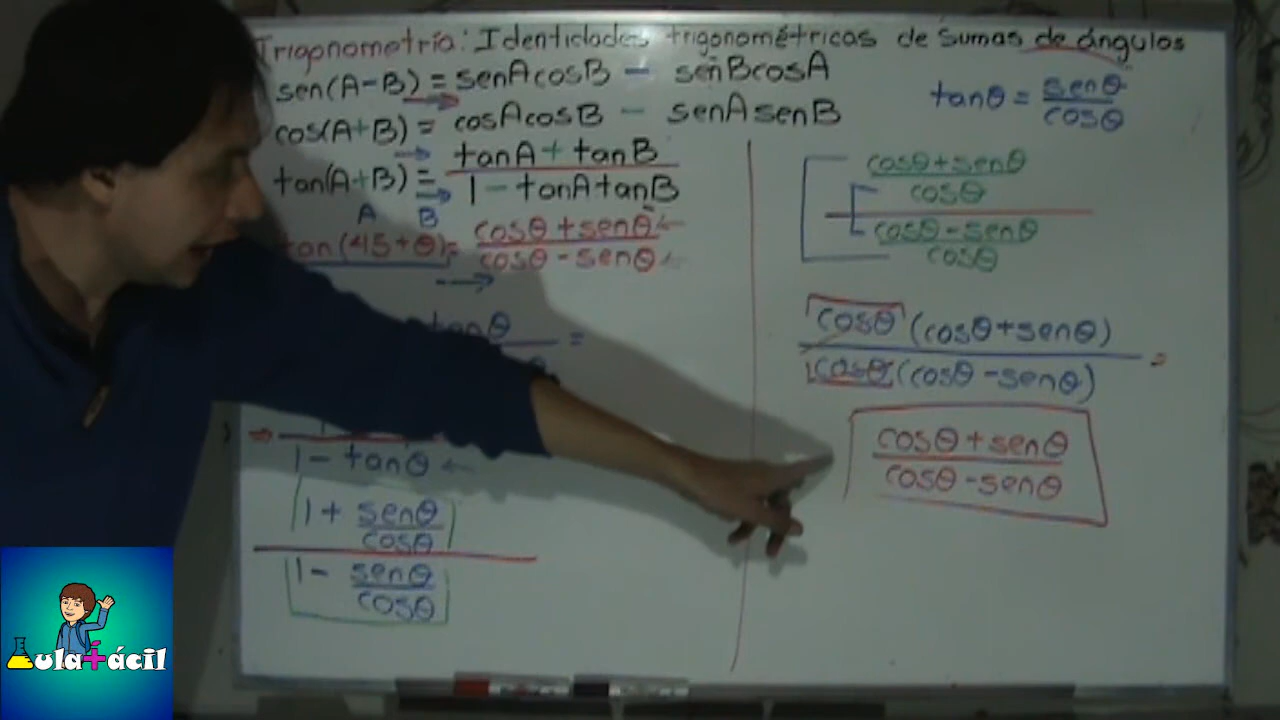 Trigonometría: Identidades trigonométricas de Sumas de ángulos
sen(A-B) = senAcosB - senBcosA
cos(A+B) = cosAcosB - senAsenB
tan(A+B) = tanA + tanB
1 - tanAtanB
A B
tan(45+θ) = cosθ + senθ
cosθ - senθ
tanθ =
1 - tanθ
1 + senθ
cosθ
1 - senθ
cosθ
tanθ = senθ
cosθ
cosθ + senθ
cosθ
cosθ - senθ
cosθ
cosθ (cosθ + senθ) =
cosθ (cosθ - senθ)
cosθ + senθ
cosθ - senθ
Aula+ácil